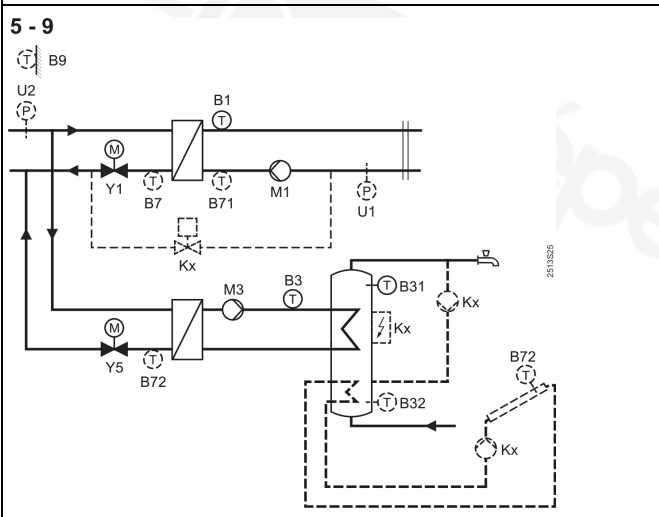 5 - 9
T B9
U2
P
B1
T
M
Y1
T
B7
T
B71
M1
P
U1
Kx
2513S25
M3
B3
T
T B31
Kx
Kx
M
Y5
T
B72
B72
T
T B32
Kx